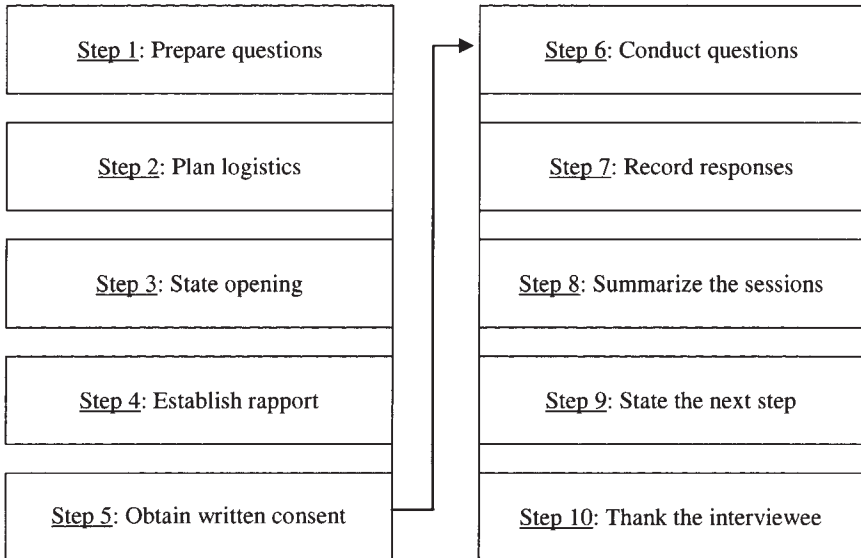 Step 1: Prepare questions
Step 2: Plan logistics
Step 3: State opening
Step 4: Establish rapport
Step 5: Obtain written consent
Step 6: Conduct questions
Step 7: Record responses
Step 8: Summarize the sessions
Step 9: State the next step
Step 10: Thank the interviewee